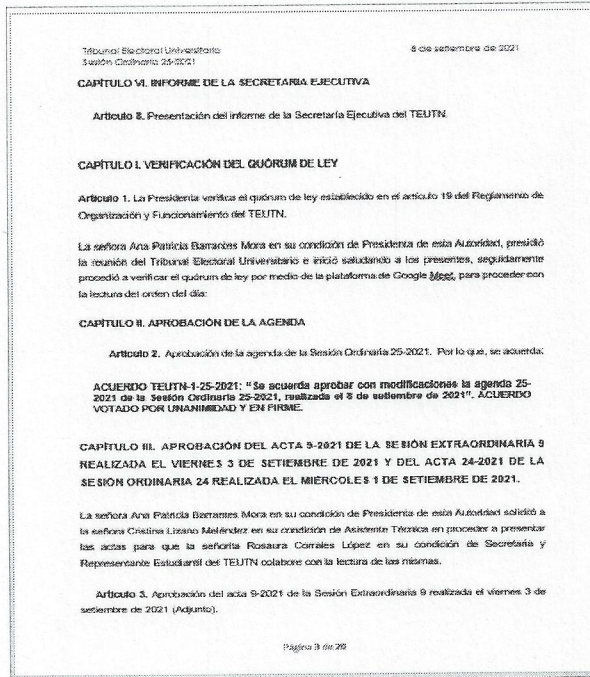 Tribunal Electoral Universitario
8 de setiembre de 2021
Sesión Ordinaria 25-2021
CAPÍTULO VI. INFORME DE LA SECRETARIA EJECUTIVA
Artículo 8. Presentación del informe de la Secretaría Ejecutiva del TEUTN.
CAPÍTULO I. VERIFICACIÓN DEL QUÓRUM DE LEY
Artículo 1. La Presidenta verifica el quórum de ley establecido en el artículo 19 del Reglamento de
Organización y Funcionamiento del TEUTN.
La señora Ana Patricia Barrantes Mora en su condición de Presidenta de esta Autoridad, presidió
la reunión del Tribunal Electoral Universitario e inició saludando a los presentes, seguidamente
procedió a verificar el quórum de ley por medio de la plataforma de Google Meet, para proceder con
la lectura del orden del día:
CAPÍTULO II. APROBACIÓN DE LA AGENDA
Artículo 2. Aprobación de la agenda de la Sesión Ordinaria 25-2021. Por lo que, se acuerda:
ACUERDO TEUTN-1-25-2021: "Se acuerda aprobar con modificaciones la agenda 25-
2021 de la Sesión Ordinaria 25-2021, realizada el 8 de setiembre de 2021". ACUERDO
VOTADO POR UNANIMIDAD Y EN FIRME.
CAPÍTULO III. APROBACIÓN DEL ACTA 9-2021 DE LA SESIÓN EXTRAORDINARIA 9
REALIZADA EL VIERNES 3 DE SETIEMBRE DE 2021 Y DEL ACTA 24-2021 DE LA
SESIÓN ORDINARIA 24 REALIZADA EL MIÉRCOLES 1 DE SETIEMBRE DE 2021.
La señora Ana Patricia Barrantes Mora en su condición de Presidenta de esta Autoridad solicitó a
la señora Cristina Lizano Meléndez en su condición de Asistente Técnica en proceder a presentar
las actas para que la señorita Rosaura Corrales López en su condición de Secretaria y
Representante Estudiantil del TEUTN colabore con la lectura de las mismas.
Artículo 3. Aprobación del acta 9-2021 de la Sesión Extraordinaria 9 realizada el viernes 3 de
setiembre de 2021 (Adjunto).
Página 3 de 20